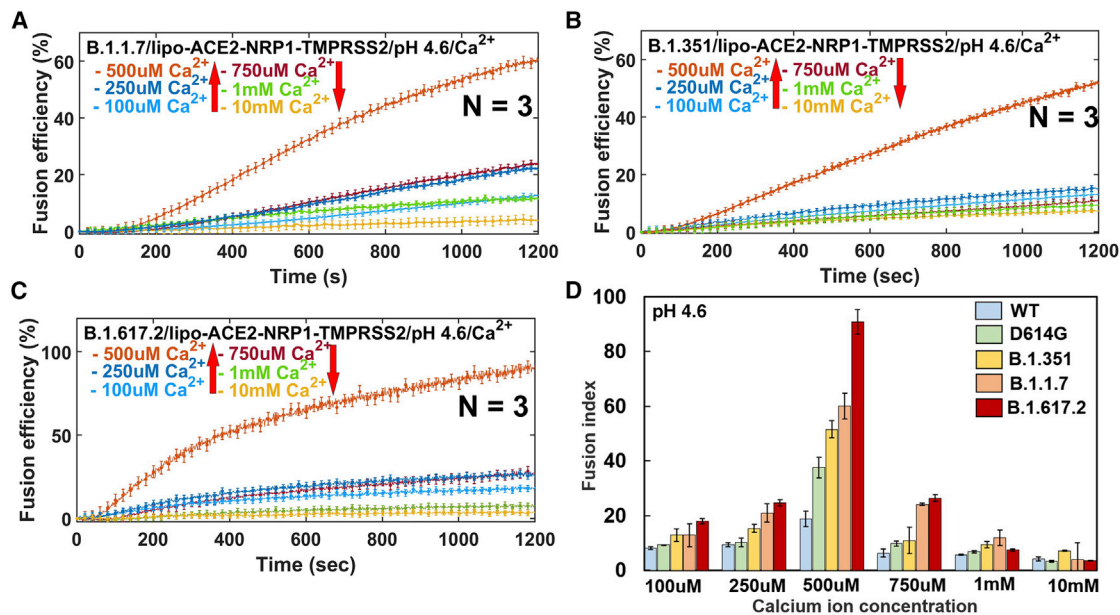 A
B.1.1.7/lipo-ACE2-NRP1-TMPRSS2/pH 4.6/Ca²⁺
- 500uM Ca²⁺ - 750uM Ca²⁺
- 250uM Ca²⁺ - 1mM Ca²⁺
- 100uM Ca²⁺ - 10mM Ca²⁺
N = 3
Fusion efficiency (%)
60
40
20
0
0 200 400 600 800 1000 1200
Time (s)
B
B.1.351/lipo-ACE2-NRP1-TMPRSS2/pH 4.6/Ca²⁺
- 500uM Ca²⁺ - 750uM Ca²⁺
- 250uM Ca²⁺ - 1mM Ca²⁺
- 100uM Ca²⁺ - 10mM Ca²⁺
N = 3
Fusion efficiency (%)
60
40
20
0
0 200 400 600 800 1000 1200
Time (sec)
C
B.1.617.2/lipo-ACE2-NRP1-TMPRSS2/pH 4.6/Ca²⁺
- 500uM Ca²⁺ - 750uM Ca²⁺
- 250uM Ca²⁺ - 1mM Ca²⁺
- 100uM Ca²⁺ - 10mM Ca²⁺
N = 3
Fusion efficiency (%)
100
50
0
0 200 400 600 800 1000 1200
Time (sec)
D
pH 4.6
WT
D614G
B.1.351
B.1.1.7
B.1.617.2
Fusion index
100
80
60
40
20
0
100uM 250uM 500uM 750uM 1mM 10mM
Calcium ion concentration